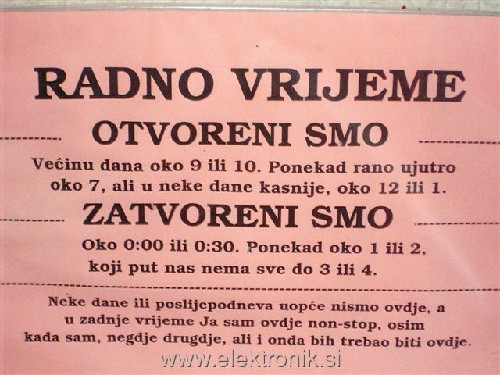 RADNO VRIJEME
OTVORENI SMO
Većinu dana oko 9 ili 10. Ponekad rano ujutro
oko 7, ali u neke dane kasnije, oko 12 ili 1.
ZATVORENI SMO
Oko 0:00 ili 0:30. Ponekad oko 1 ili 2,
koji put nas nema sve do 3 ili 4.
Neke dane ili poslijepodneva uopće nismo ovdje, a
u zadnje vrijeme Ja sam ovdje non-stop, osim
kada sam, negdje drugdje, ali i onda bih trebao biti ovdje.
www.elektronik.si